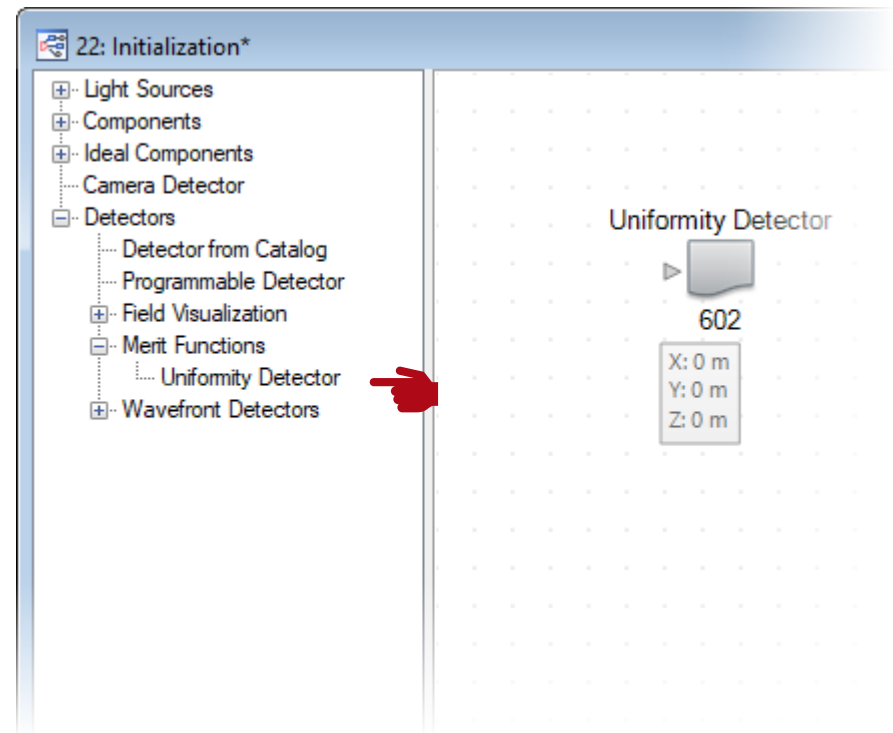 22: Initialization*
Light Sources
Components
Ideal Components
Camera Detector
Detectors
Detector from Catalog
Programmable Detector
Field Visualization
Merit Functions
Uniformity Detector
Wavefront Detectors
Uniformity Detector
602
X: 0 m
Y: 0 m
Z: 0 m